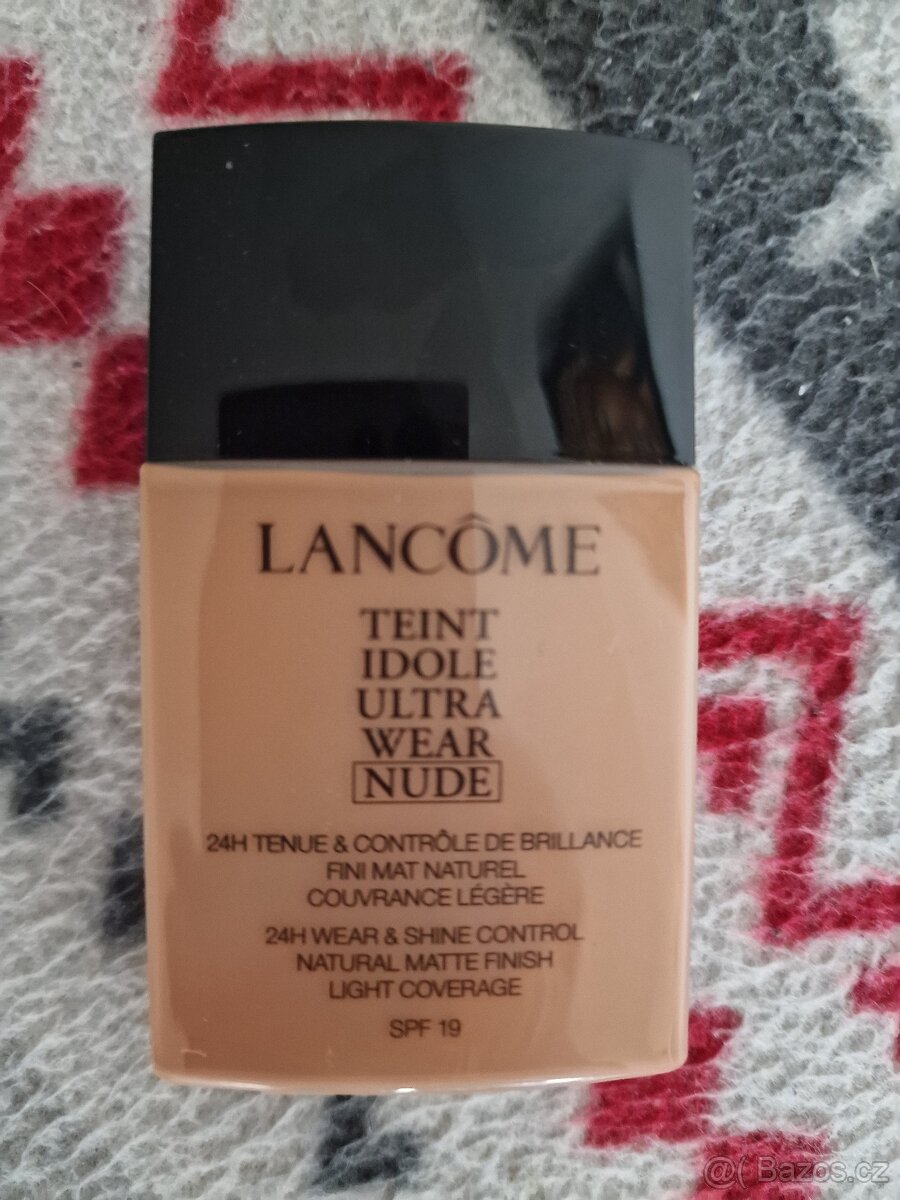 LANCÔME
TEINT
IDOLE
ULTRA
WEAR
NUDE
24H TENUE & CONTRÔLE DE BRILLANCE
FINI MAT NATUREL
COUVRANCE LÉGÈRE
24H WEAR & SHINE CONTROL
NATURAL MATTE FINISH
LIGHT COVERAGE
SPF 19
@( Bazos.cz